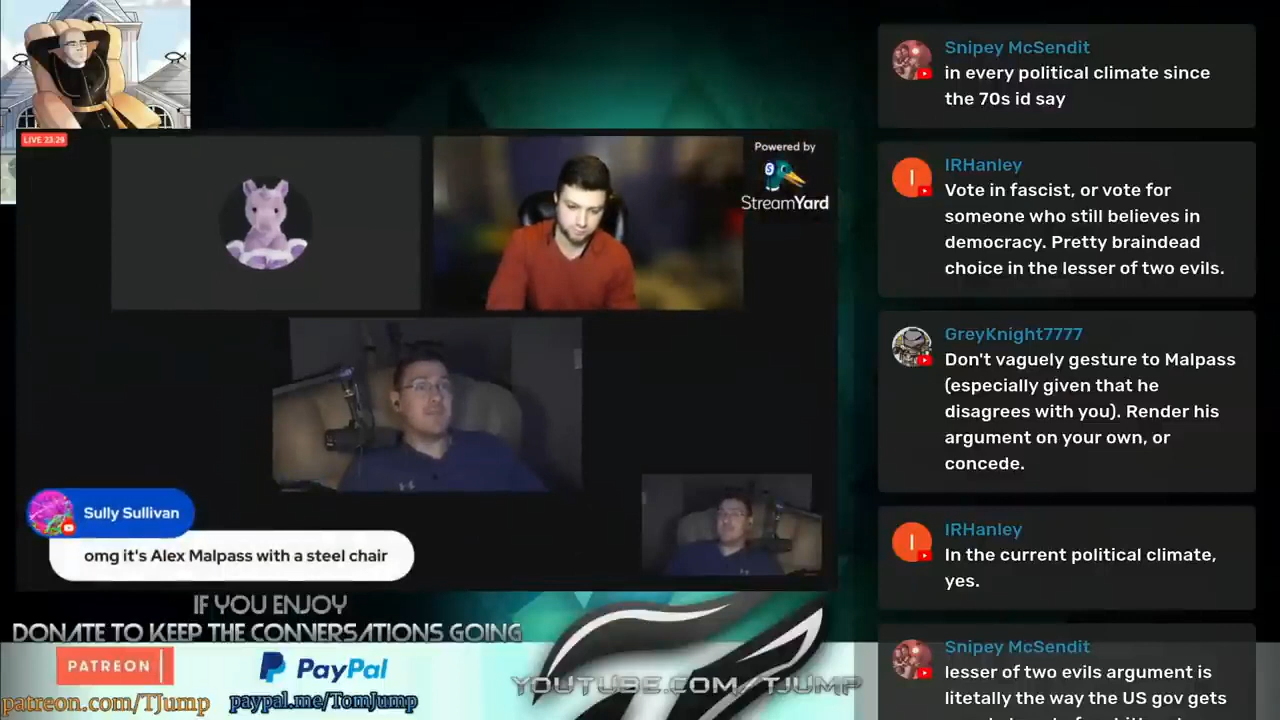 LIVE 23:26
Powered by
StreamYard
Sully Sullivan
omg it's Alex Malpass with a steel chair
IF YOU ENJOY
DONATE TO KEEP THE CONVERSATIONS GOING
PATREON
PayPal
patreon.com/TJump
paypal.me/TomJump
YOUTUBE.COM/TJUMP
Snipey McSendit
in every political climate since
the 70s id say
IRHanley
Vote in fascist, or vote for
someone who still believes in
democracy. Pretty braindead
choice in the lesser of two evils.
GreyKnight7777
Don't vaguely gesture to Malpass
(especially given that he
disagrees with you). Render his
argument on your own, or
concede.
IRHanley
In the current political climate,
yes.
Snipey McSendit
lesser of two evils argument is
litotally the way the US gov gets